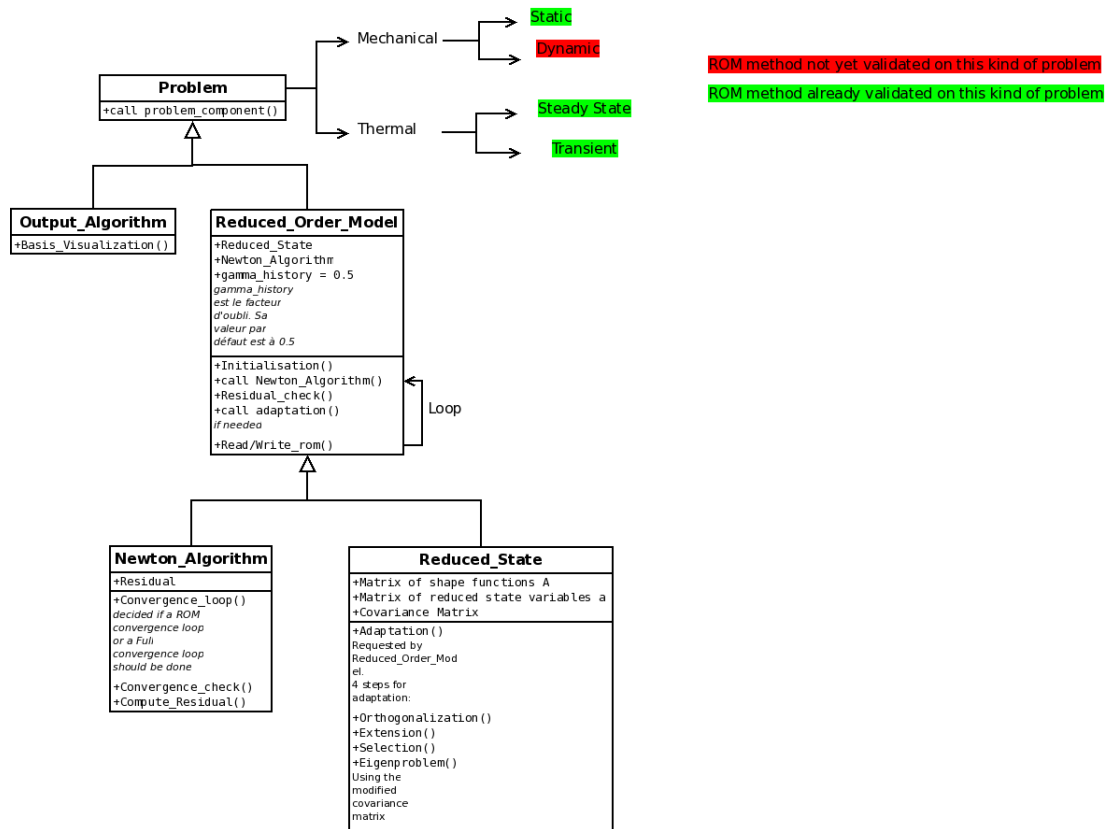 Static
Mechanical
Dynamic
ROM method not yet validated on this kind of problem
Problem
ROM method already validated on this kind of problem
+call problem_component()
Steady State
Thermal
Transient
Output_Algorithm
+Basis_Visualization()
Reduced_Order_Model
+Reduced_State
+Newton_Algorithm
+gamma_history = 0.5
gamma_history
est le facteur
d'oubli. Sa
valeur par
défaut est à 0.5
+Initialisation()
+call Newton_Algorithm()
+Residual_check()
+call adaptation()
if needed
+Read/Write_rom()
Loop
Newton_Algorithm
+Residual
+Convergence_loop()
decided if a ROM
convergence loop
or a Full
convergence loop
should be done
+Convergence_check()
+Compute_Residual()
Reduced_State
+Matrix of shape functions A
+Matrix of reduced state variables a
+Covariance Matrix
+Adaptation()
Requested by
Reduced_Order_Mod
el.
4 steps for
adaptation:
+Orthogonalization()
+Extension()
+Selection()
+Eigenproblem()
Using the
modified
covariance
matrix